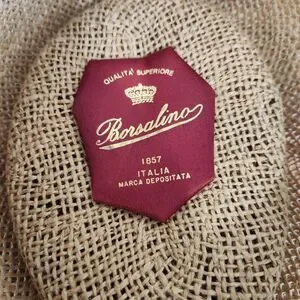 QUALITÀ SUPERIORE
Borsalino
1857
ITALIA
MARCA DEPOSITATA